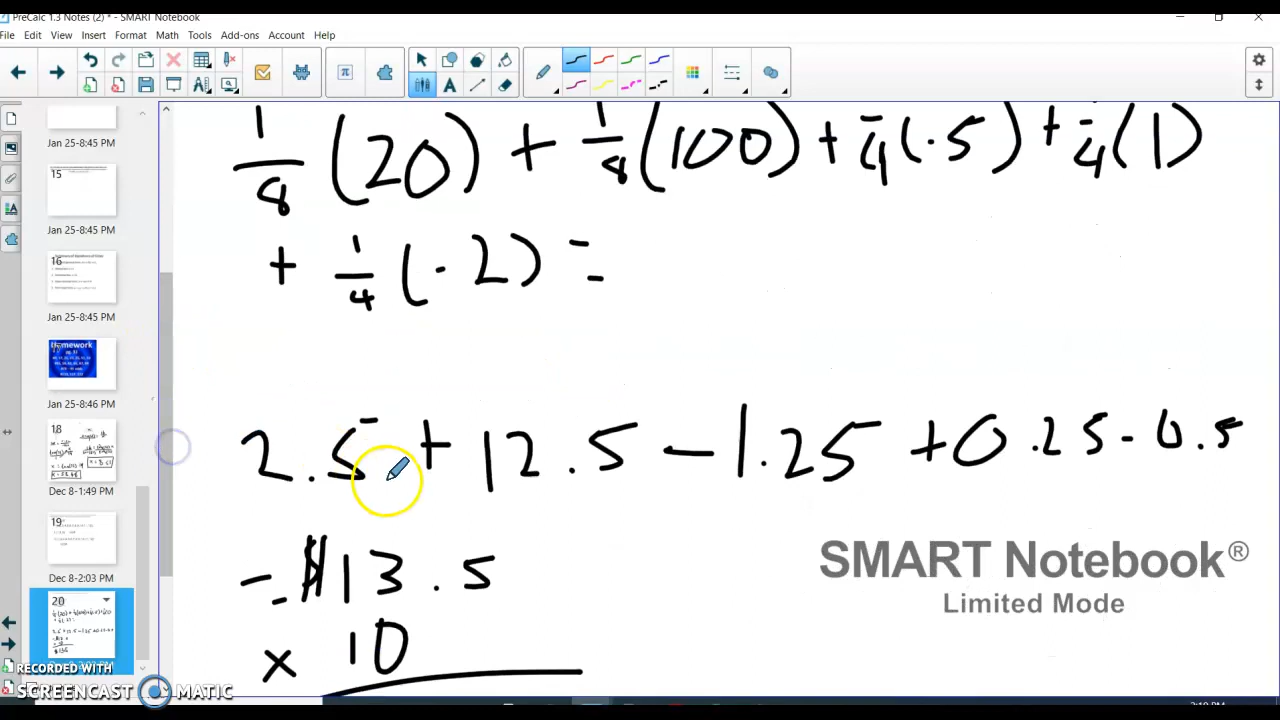 PreCalc 1.3 Notes (2) * - SMART Notebook
File Edit View Insert Format Math Tools Add-ons Account Help
Jan 25-8:45 PM
15
Jan 25-8:45 PM
16
Jan 25-8:45 PM
Homework
Jan 25-8:46 PM
18
Dec 8-1:49 PM
19
Dec 8-2:03 PM
20
1/8 (20) + 1/8 (100) + -/4 (.5) + -/4 (1)
+ 1/4 (-2) =
2.5 + 12.5 - 1.25 + 0.25 - 0.5
= $13.5
x 10
SMART Notebook®
Limited Mode
RECORDED WITH
SCREENCAST MATIC